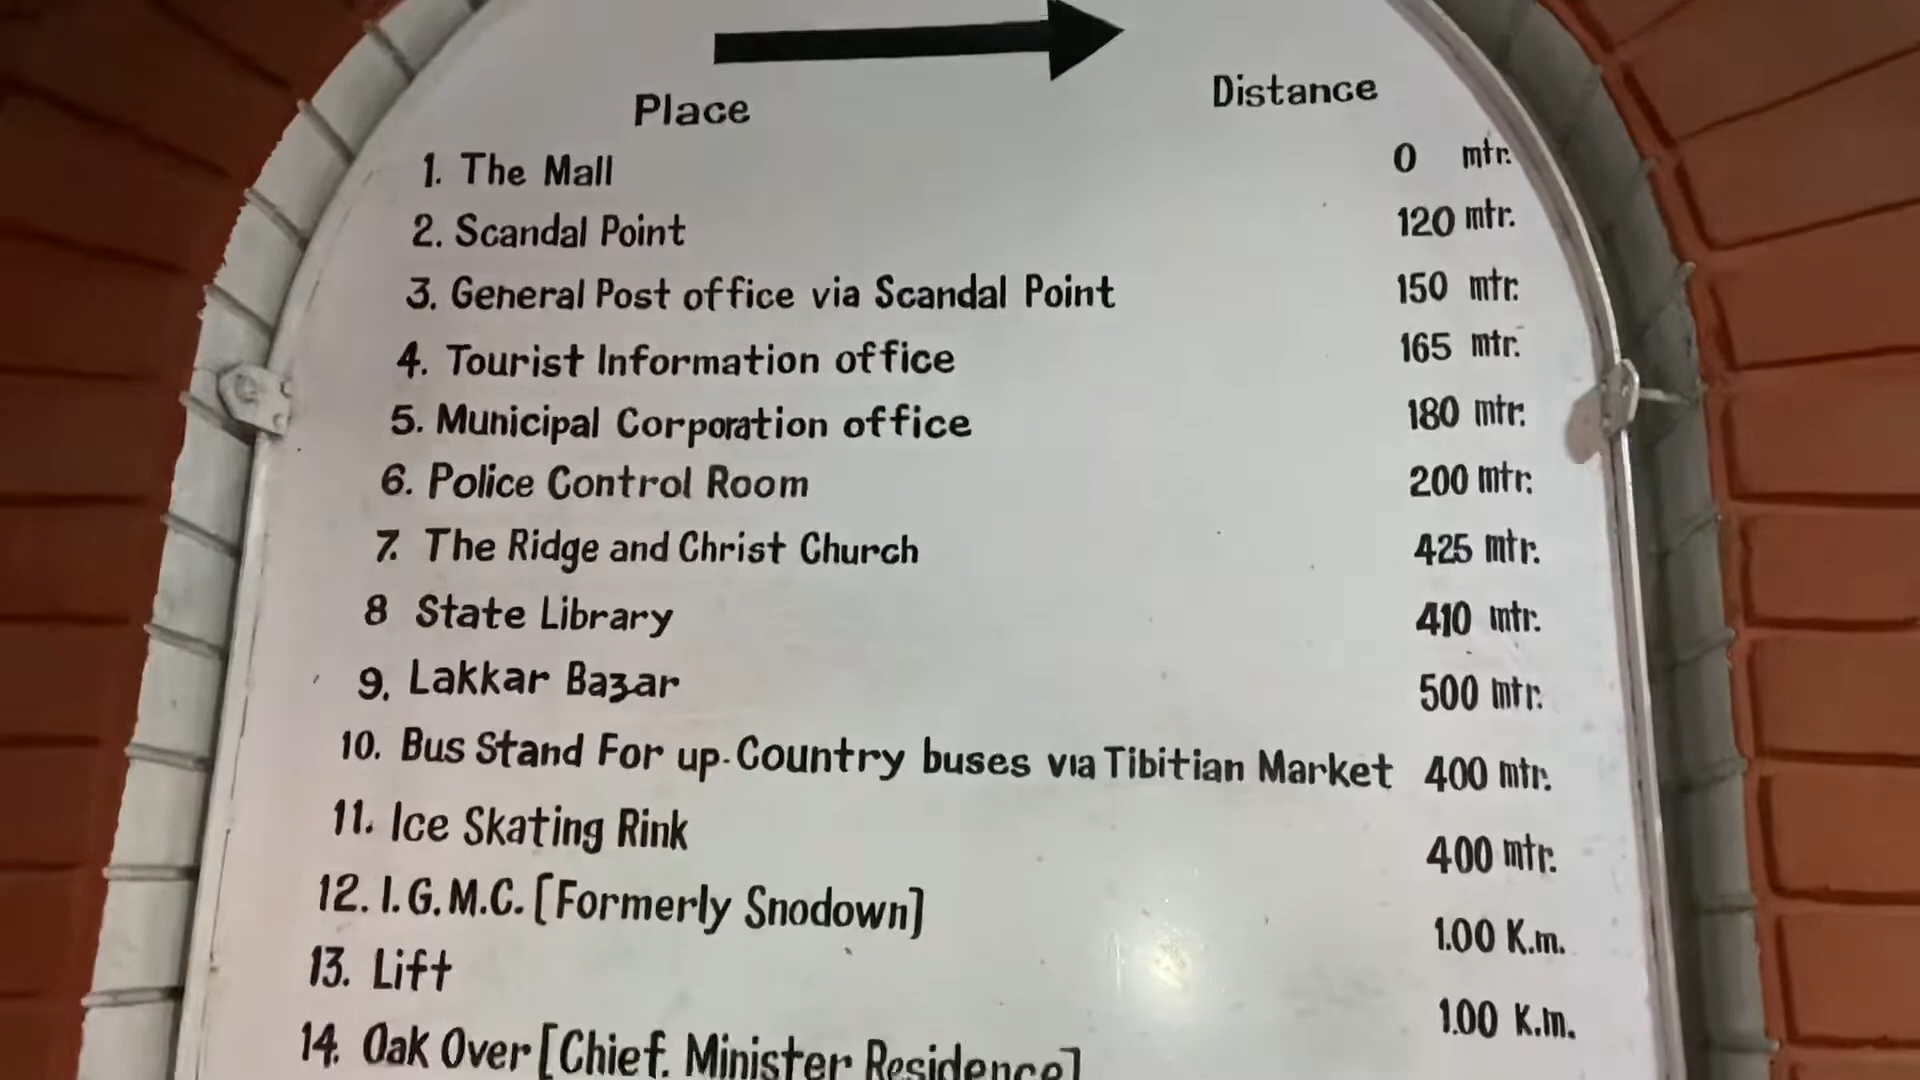 Place Distance
1. The Mall 0 mtr.
2. Scandal Point 120 mtr.
3. General Post office via Scandal Point 150 mtr.
4. Tourist Information office 165 mtr.
5. Municipal Corporation office 180 mtr.
6. Police Control Room 200 mtr.
7. The Ridge and Christ Church 425 mtr.
8 State Library 410 mtr.
9. Lakkar Bazar 500 mtr.
10. Bus Stand For up-Country buses via Tibitian Market 400 mtr.
11. Ice Skating Rink 400 mtr.
12. I.G.M.C. [Formerly Snodown] 1.00 K.m.
13. Lift 1.00 K.m.
14. Oak Over [Chief. Minister Residence]